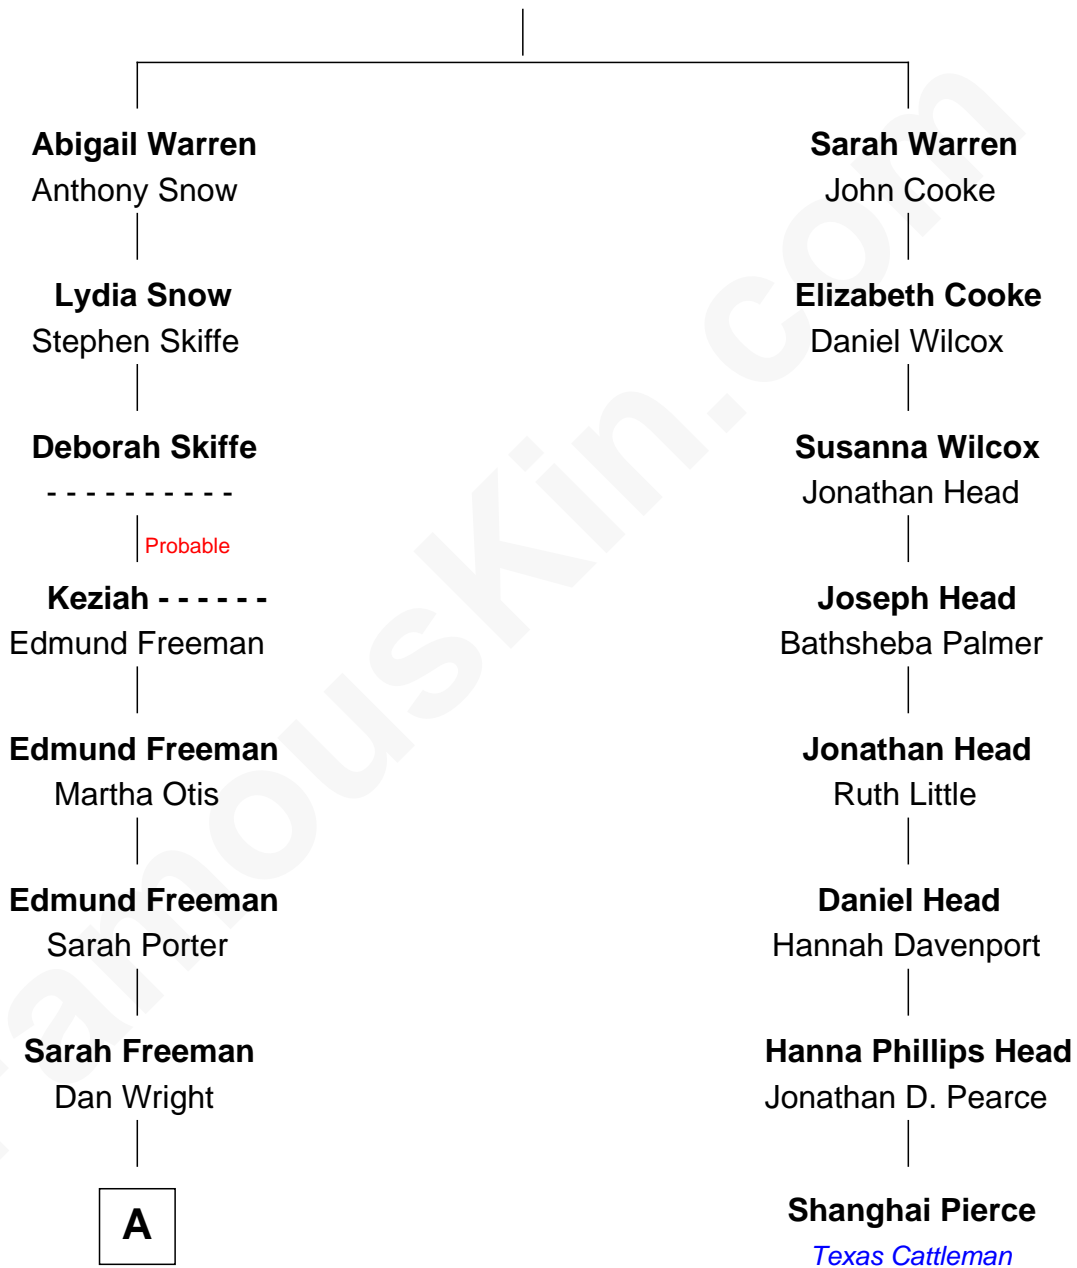 Abigail Warren
Anthony Snow
Lydia Snow
Stephen Skiffe
Deborah Skiffe
- - - - - - - - - -
Probable
Keziah - - - - - -
Edmund Freeman
Edmund Freeman
Martha Otis
Edmund Freeman
Sarah Porter
Sarah Freeman
Dan Wright
A
Sarah Warren
John Cooke
Elizabeth Cooke
Daniel Wilcox
Susanna Wilcox
Jonathan Head
Joseph Head
Bathsheba Palmer
Jonathan Head
Ruth Little
Daniel Head
Hannah Davenport
Hanna Phillips Head
Jonathan D. Pearce
Shanghai Pierce
Texas Cattleman
FamousKin.com